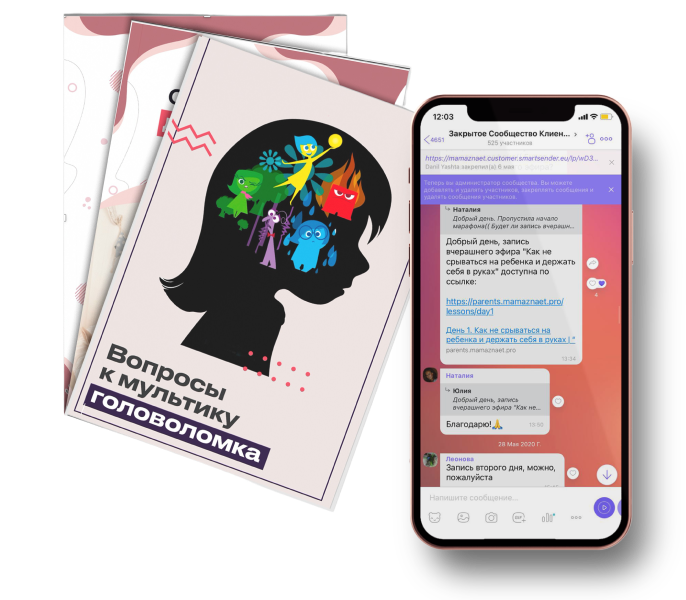 Вопросы
к мультику
головоломка
12:03
4651
Закрытое Сообщество Клиен...
525 участников
https://mamaznaet.customer.smartsender.eu/lp/wD3...
Danil Yashta закрепил(а) 6 мая
Теперь вы администратор сообщества. Вы можете
добавлять и удалять участников, закреплять сообщения и
удалять сообщения участников
Наталия
Добрый день. Пропустила начало
марафона(( Будет ли запись вчерашн...
Добрый день, запись
вчерашнего эфира "Как не
срываться на ребенка и держать
себя в руках" доступна по
ссылке:
https://parents.mamaznaet.pro/
lessons/day1
День 1. Как не срываться на
ребенка и держать себя в руках | "
parents.mamaznaet.pro
13:34
4
Наталия
Юлия
Добрый день, запись
вчерашнего эфира "Как не...
Благодарю!🙏
13:50
28 Мая 2020 Г.
Леонова
Запись второго дня, можно,
пожалуйста
Напишите сообщение...
GIF